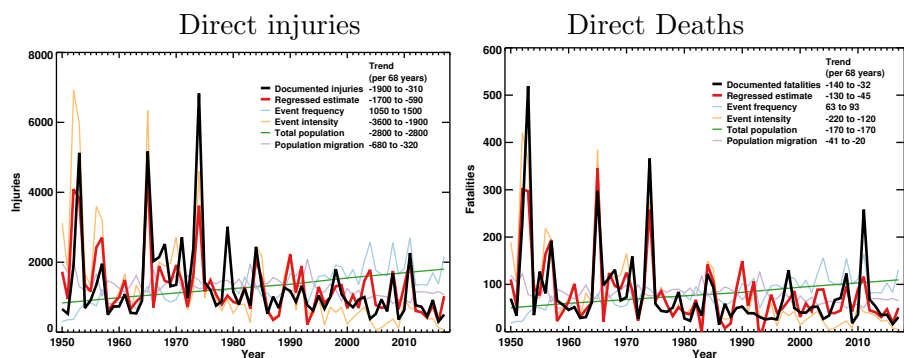 Direct injuries
8000
6000
4000
2000
0
Injuries
1950 1960 1970 1980 1990 2000 2010
Year
Trend
(per 68 years)
Documented injuries -1900 to -310
Regressed estimate -1700 to -590
Event frequency 1050 to 1500
Event intensity -3600 to -1900
Total population -2800 to -2800
Population migration -680 to -320
Direct Deaths
600
500
400
300
200
100
0
Fatalities
1950 1960 1970 1980 1990 2000 2010
Year
Trend
(per 68 years)
Documented fatalities -140 to -32
Regressed estimate -130 to -45
Event frequency 63 to 93
Event intensity -220 to -120
Total population -170 to -170
Population migration -41 to -20